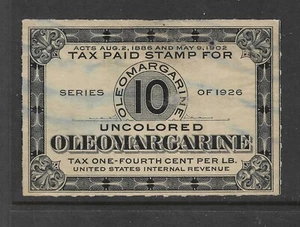 ACTS AUG. 2, 1886 AND MAY 9, 1902
TAX PAID STAMP FOR
OLEOMARGARINE
SERIES 10 OF 1926
UNCOLORED
OLEOMARGARINE
TAX ONE-FOURTH CENT PER LB.
UNITED STATES INTERNAL REVENUE